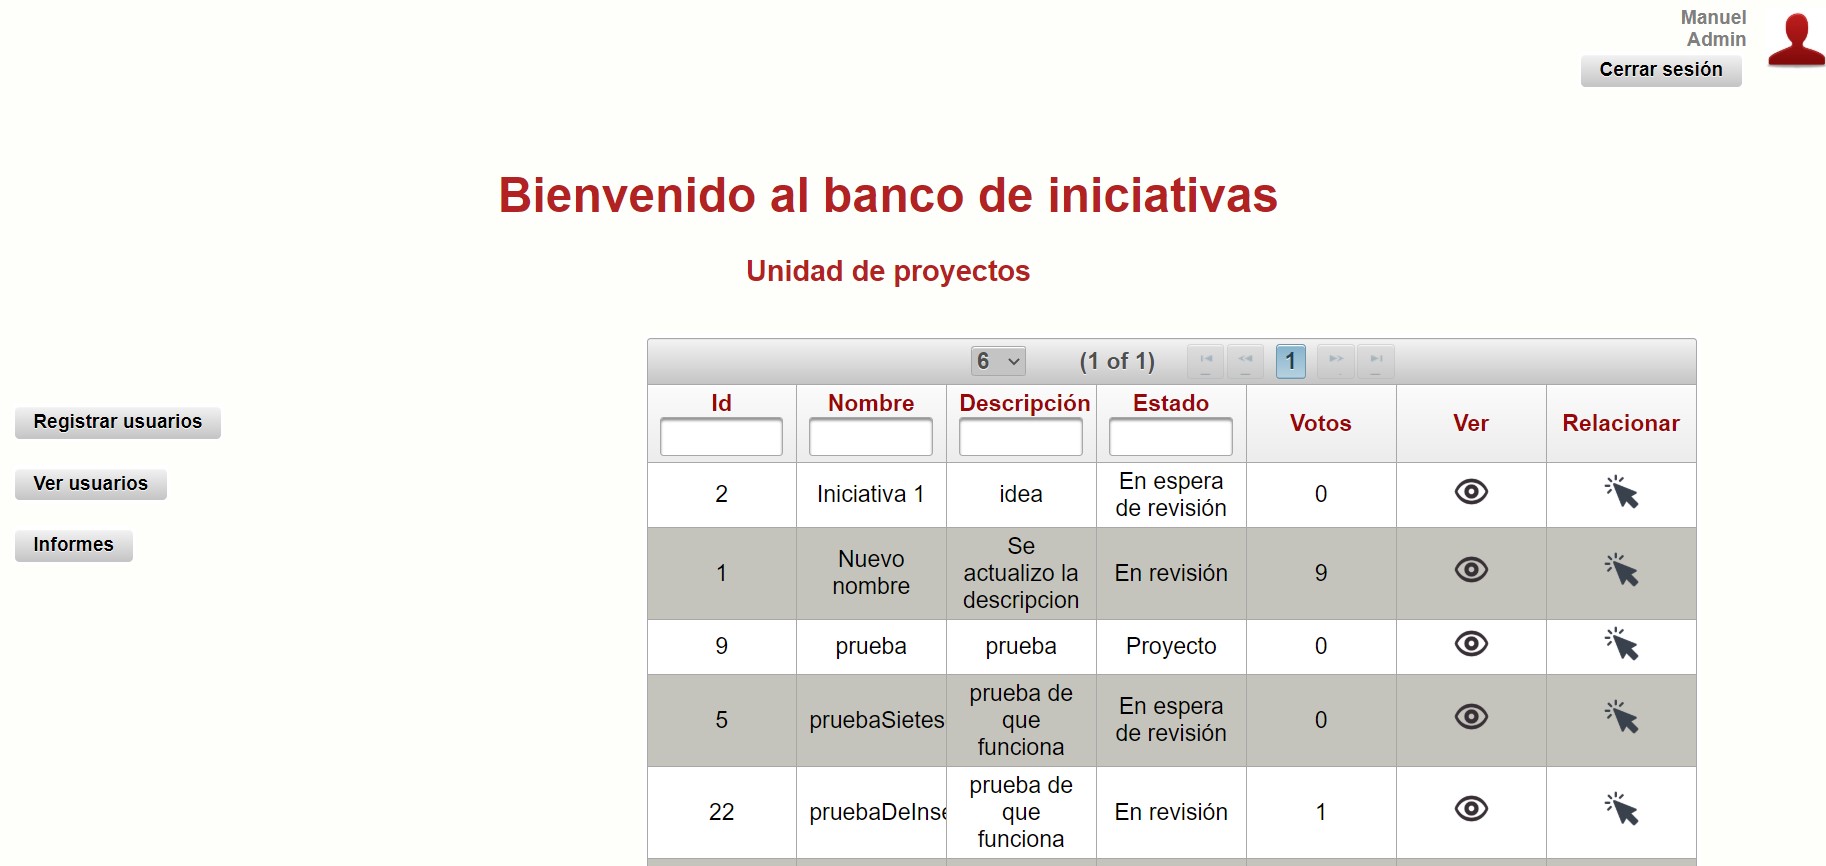 Manuel
Admin
Cerrar sesión
Bienvenido al banco de iniciativas
Unidad de proyectos
6 (1 of 1) 1
Id Nombre Descripción Estado Votos Ver Relacionar
Registrar usuarios
Ver usuarios
Informes
2 Iniciativa 1 idea En espera de revisión 0
1 Nuevo nombre Se actualizo la descripcion En revisión 9
9 prueba prueba Proyecto 0
5 pruebaSietes prueba de que funciona En espera de revisión 0
22 pruebaDeInse prueba de que funciona En revisión 1